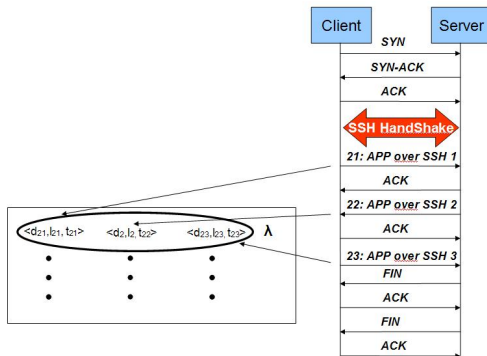 Client
Server
SYN
SYN-ACK
ACK
SSH HandShake
21: APP over SSH 1
ACK
22: APP over SSH 2
ACK
23: APP over SSH 3
FIN
ACK
FIN
ACK
<d21,l21, t21> <d2,l2, t22> <d23,l23, t23> λ